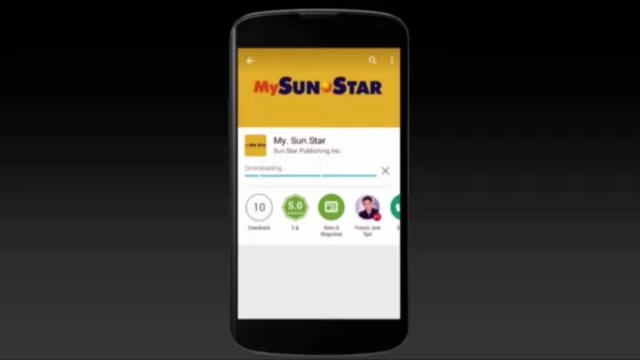 MySUN STAR
My. Sun.Star
Sun.Star Publishing Inc.
Downloading...
10
5.0
Downloads
News &
Magazines